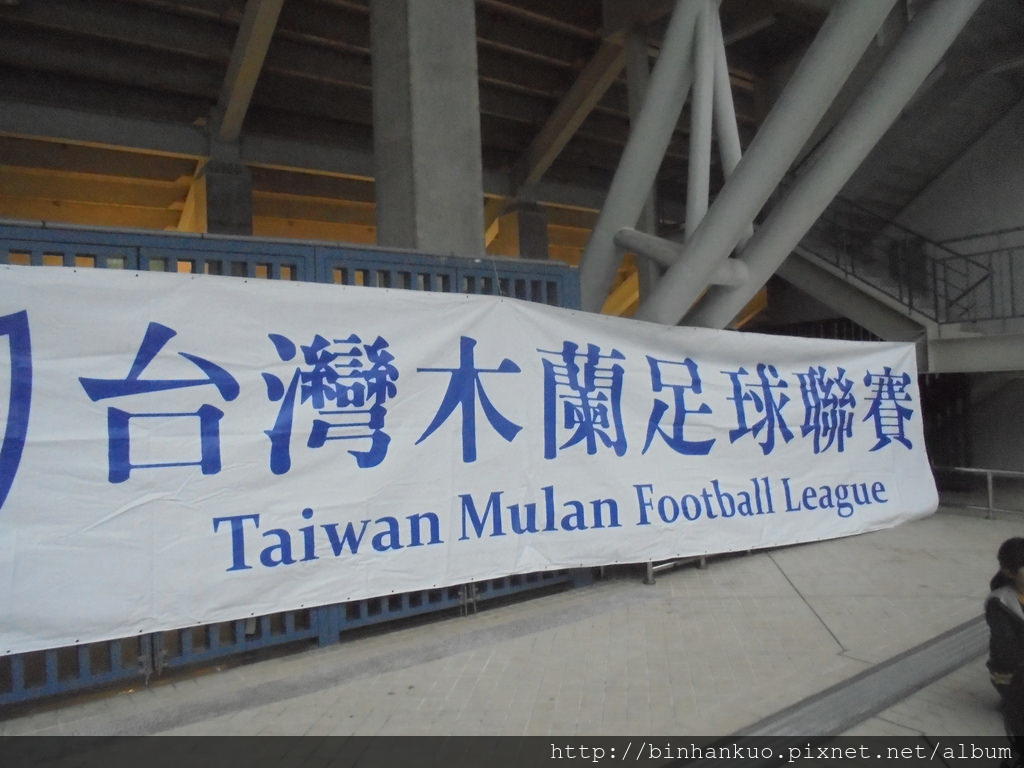 台灣木蘭足球聯賽
Taiwan Mulan Football League
http://binhankuo.pixnet.net/album